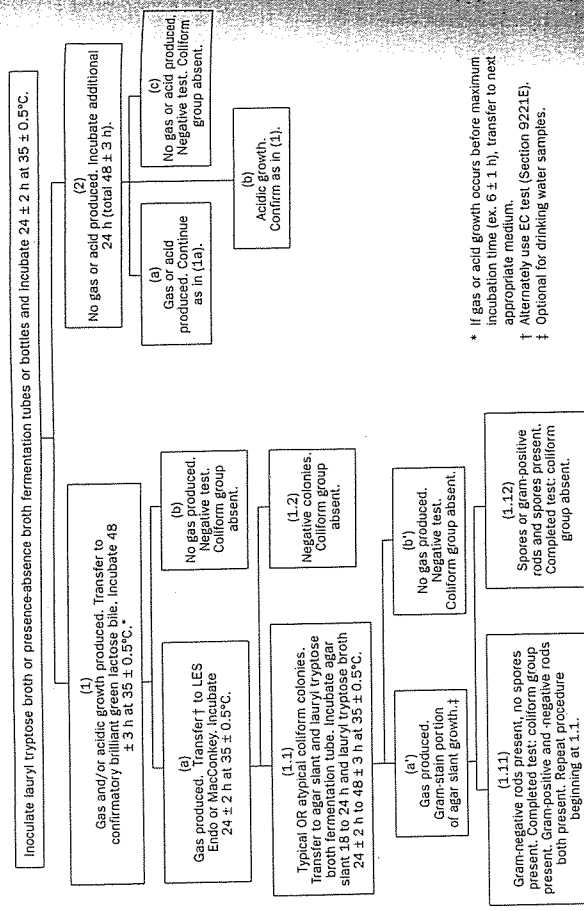 Inoculate lauryl tryptose broth or presence-absence broth fermentation tubes or bottles and incubate 24 ± 2 h at 35 ± 0.5°C.
(1)
Gas and/or acidic growth produced. Transfer to
confirmatory brilliant green lactose bile. Incubate 48
± 3 h at 35 ± 0.5°C.*
(2)
No gas or acid produced. Incubate additional
24 h (total 48 ± 3 h).
(a)
Gas produced. Transfer† to LES
Endo or MacConkey. Incubate
24 ± 2 h at 35 ± 0.5°C.
(b)
No gas produced.
Negative test.
Coliform group
absent.
(a)
Gas or acid
produced. Continue
as in (1a).
(b)
Acidic growth.
Confirm as in (1).
(c)
No gas or acid produced.
Negative test. Coliform
group absent.
(1.1)
Typical OR atypical coliform colonies.
Transfer to agar slant and lauryl tryptose
broth fermentation tube. Incubate agar
slant 18 to 24 h and lauryl tryptose broth
24 ± 2 h to 48 ± 3 h at 35 ± 0.5°C.
(1.2)
Negative colonies.
Coliform group
absent.
(a')
Gas produced.
Gram-stain portion
of agar slant growth.‡
(b')
No gas produced.
Negative test.
Coliform group absent.
(1.11)
Gram-negative rods present, no spores
present. Completed test: coliform group
present. Gram-positive and -negative rods
both present. Repeat procedure
beginning at 1.1.
(1.12)
Spores or gram-positive
rods and spores present.
Completed test: coliform
group absent.
* If gas or acid growth occurs before maximum
incubation time (ex. 6 ± 1 h), transfer to next
appropriate medium.
† Alternately use EC test (Section 9221E).
‡ Optional for drinking water samples.